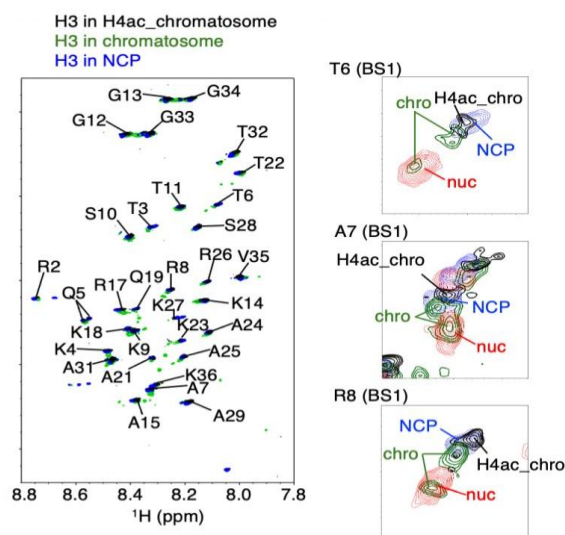 H3 in H4ac_chromatosome
H3 in chromatosome
H3 in NCP
G13 G34
G12 G33
T32
T22
T11 T6
T3
S10 S28
R2 R17 Q19 R8 R26 V35
Q5 K27 K14
K18 K9 K23 A24
K4
A31 A21 A25
K36
A7
A15 A29
8.8 8.6 8.4 8.2 8.0 7.8
¹H (ppm)
T6 (BS1)
chro H4ac_chro
NCP
nuc
A7 (BS1)
H4ac_chro
NCP
chro
nuc
R8 (BS1)
NCP
chro H4ac_chro
nuc